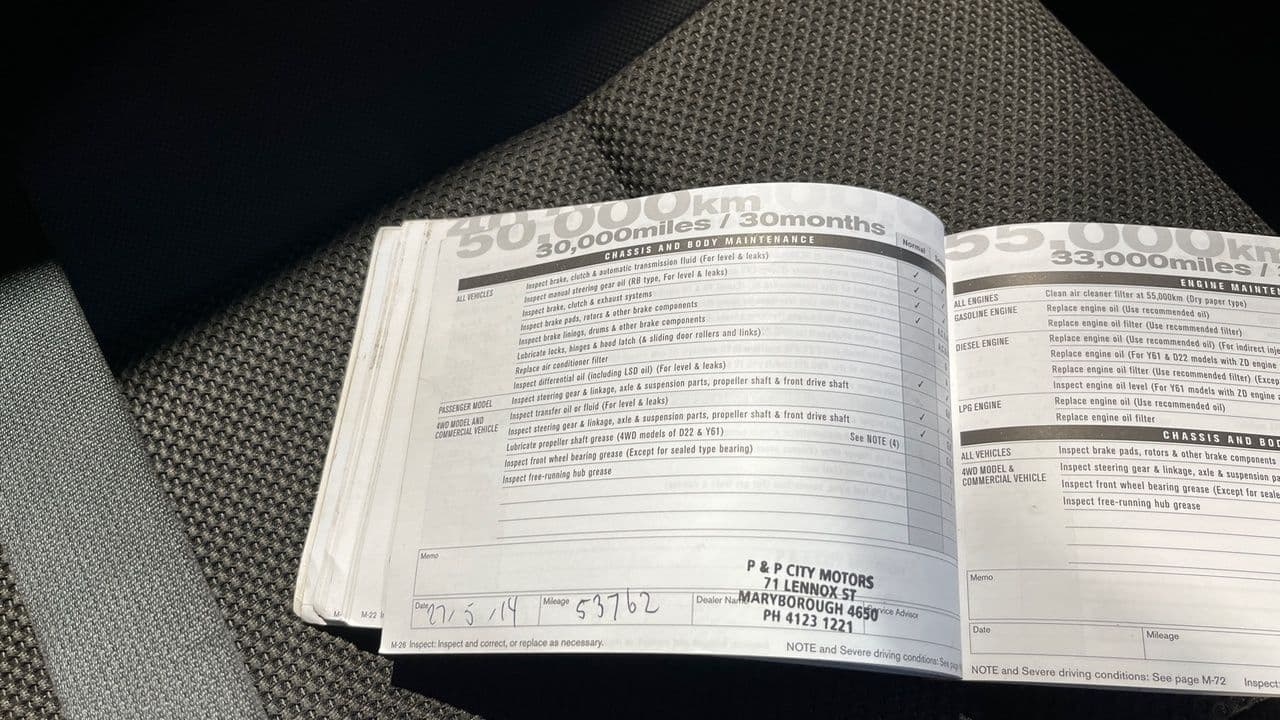 50,000km
30,000miles / 30months
CHASSIS AND BODY MAINTENANCE
Normal
ALL VEHICLES
Inspect brake, clutch & automatic transmission fluid (For level & leaks)
Inspect manual steering gear oil (RB type, For level & leaks)
Inspect brake, clutch & exhaust systems
Inspect brake pads, rotors & other brake components
Inspect brake linings, drums & other brake components
Lubricate locks, hinges & hood latch (& sliding door rollers and links)
Replace air conditioner filter
Inspect differential oil (including LSD oil) (For level & leaks)
PASSENGER MODEL
Inspect steering gear & linkage, axle & suspension parts, propeller shaft & front drive shaft
4WD MODEL AND
COMMERCIAL VEHICLE
Inspect transfer oil or fluid (For level & leaks)
Inspect steering gear & linkage, axle & suspension parts, propeller shaft & front drive shaft
Lubricate propeller shaft grease (4WD models of D22 & Y61) See NOTE (4)
Inspect front wheel bearing grease (Except for sealed type bearing)
Inspect free-running hub grease
Memo
Date 27/5/14
Mileage 53762
Dealer
P & P CITY MOTORS
71 LENNOX ST
MARYBOROUGH 4650
PH 4123 1221
Advisor
M-26 Inspect: Inspect and correct, or replace as necessary.
NOTE and Severe driving conditions: See
M-22
55,000km
33,000miles /
ENGINE
ALL ENGINES
Clean air cleaner filter at 55,000km (Dry paper type)
GASOLINE ENGINE
Replace engine oil (Use recommended oil)
Replace engine oil filter (Use recommended filter)
DIESEL ENGINE
Replace engine oil (Use recommended oil) (For indirect
Replace engine oil (For Y61 & D22 models with ZD engine
Replace engine oil filter (Use recommended filter)
Inspect engine oil level (For Y61 models with ZD engine
LPG ENGINE
Replace engine oil (Use recommended oil)
Replace engine oil filter
CHASSIS AND
ALL VEHICLES
Inspect brake pads, rotors & other brake components
4WD MODEL &
COMMERCIAL VEHICLE
Inspect steering gear & linkage, axle & suspension
Inspect front wheel bearing grease (Except for
Inspect free-running hub grease
Memo
Date
Mileage
NOTE and Severe driving conditions: See page M-72
Inspect: